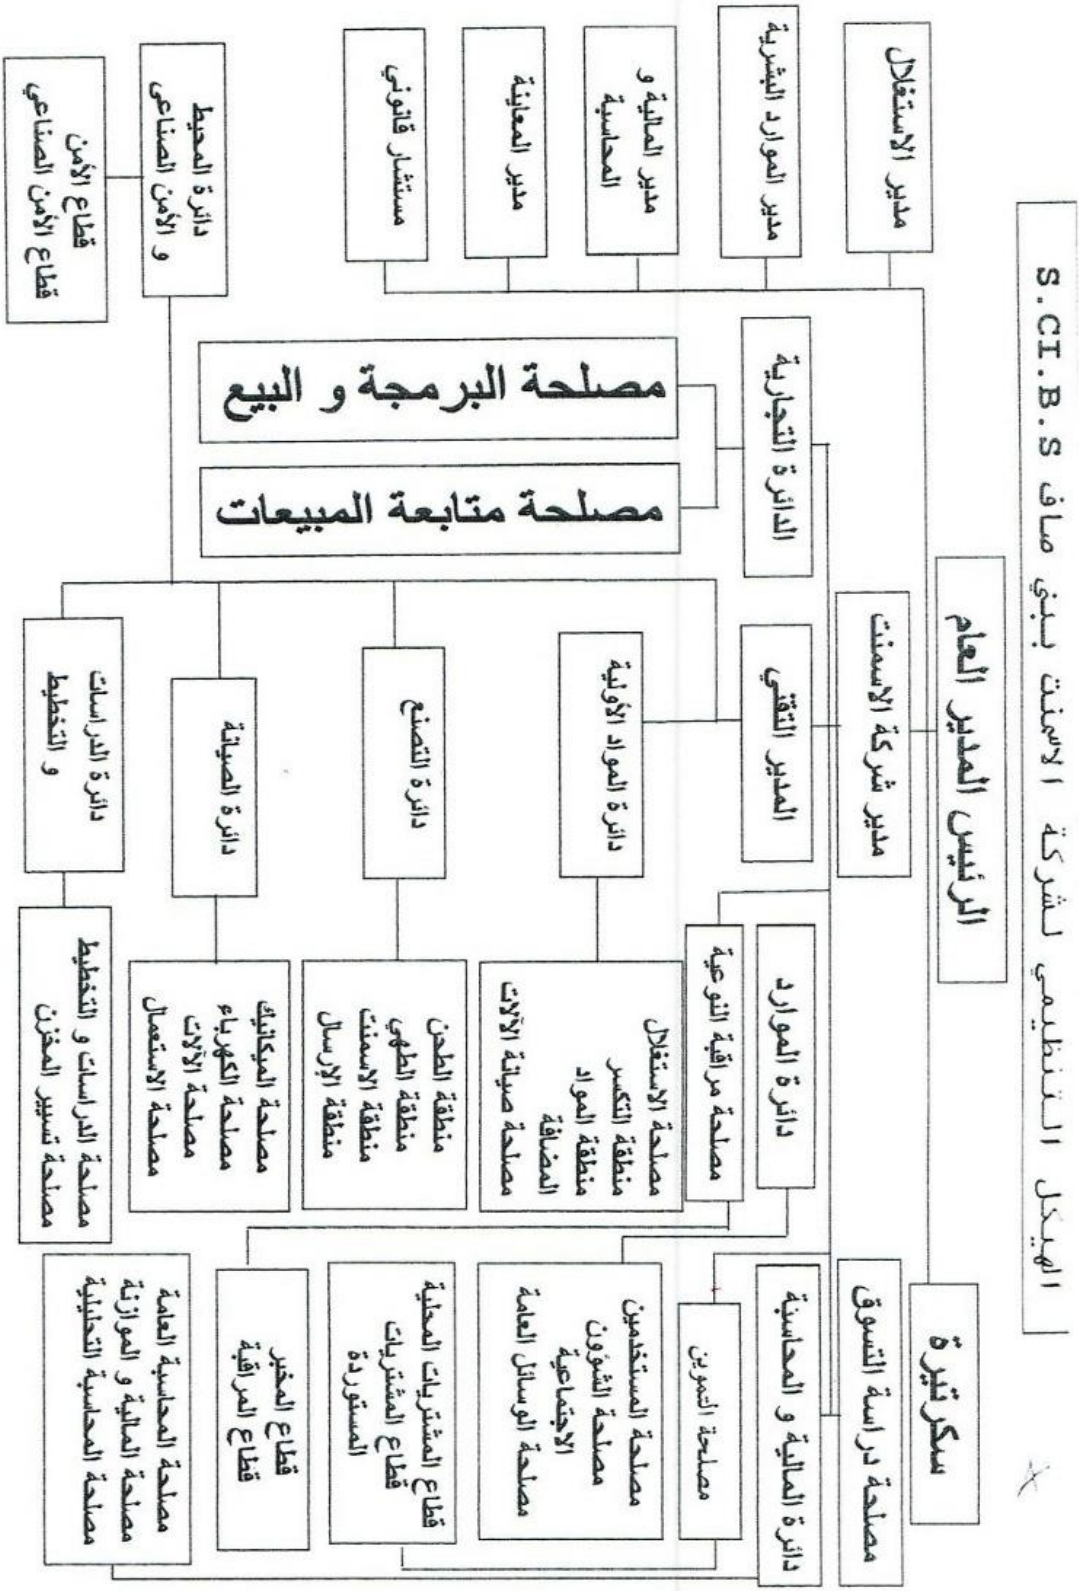 الهيكل التنظيمي لشركة الاسمنت ببني صاف S.CI.B.S
الرئيس المدير العام
سكرتيرة
مدير شركة الاسمنت
مصلحة دراسة التسوق
مدير الاستغلال
مدير الموارد البشرية
مدير المالية و
المحاسبة
مدير المعاينة
مستشار قانوني
الدائرة التجارية
مصلحة البرمجة و البيع
مصلحة متابعة المبيعات
المدير التقني
دائرة الموارد
مصلحة مراقبة النوعية
دائرة المالية و المحاسبة
مصلحة التموين
دائرة المحيط
و الأمن الصناعي
قطاع الأمن
قطاع الأمن الصناعي
دائرة المواد الأولية
دائرة التصنع
دائرة الصيانة
دائرة الدراسات
و التخطيط
مصلحة الاستغلال
منطقة التكسر
منطقة المواد
المضافة
مصلحة صيانة الآلات
منطقة الطحن
منطقة الطهي
منطقة الاسمنت
منطقة الإرسال
مصلحة الميكانيك
مصلحة الكهرباء
مصلحة الآلات
مصلحة الاستعمال
مصلحة الدراسات و التخطيط
مصلحة تسيير المخزن
مصلحة المستخدمين
مصلحة الشؤون
الاجتماعية
مصلحة الوسائل العامة
قطاع المشتريات المحلية
قطاع المشتريات
المستوردة
قطاع المخبر
قطاع المراقبة
مصلحة المحاسبة العامة
مصلحة المالية و الموازنة
مصلحة المحاسبة التحليلية